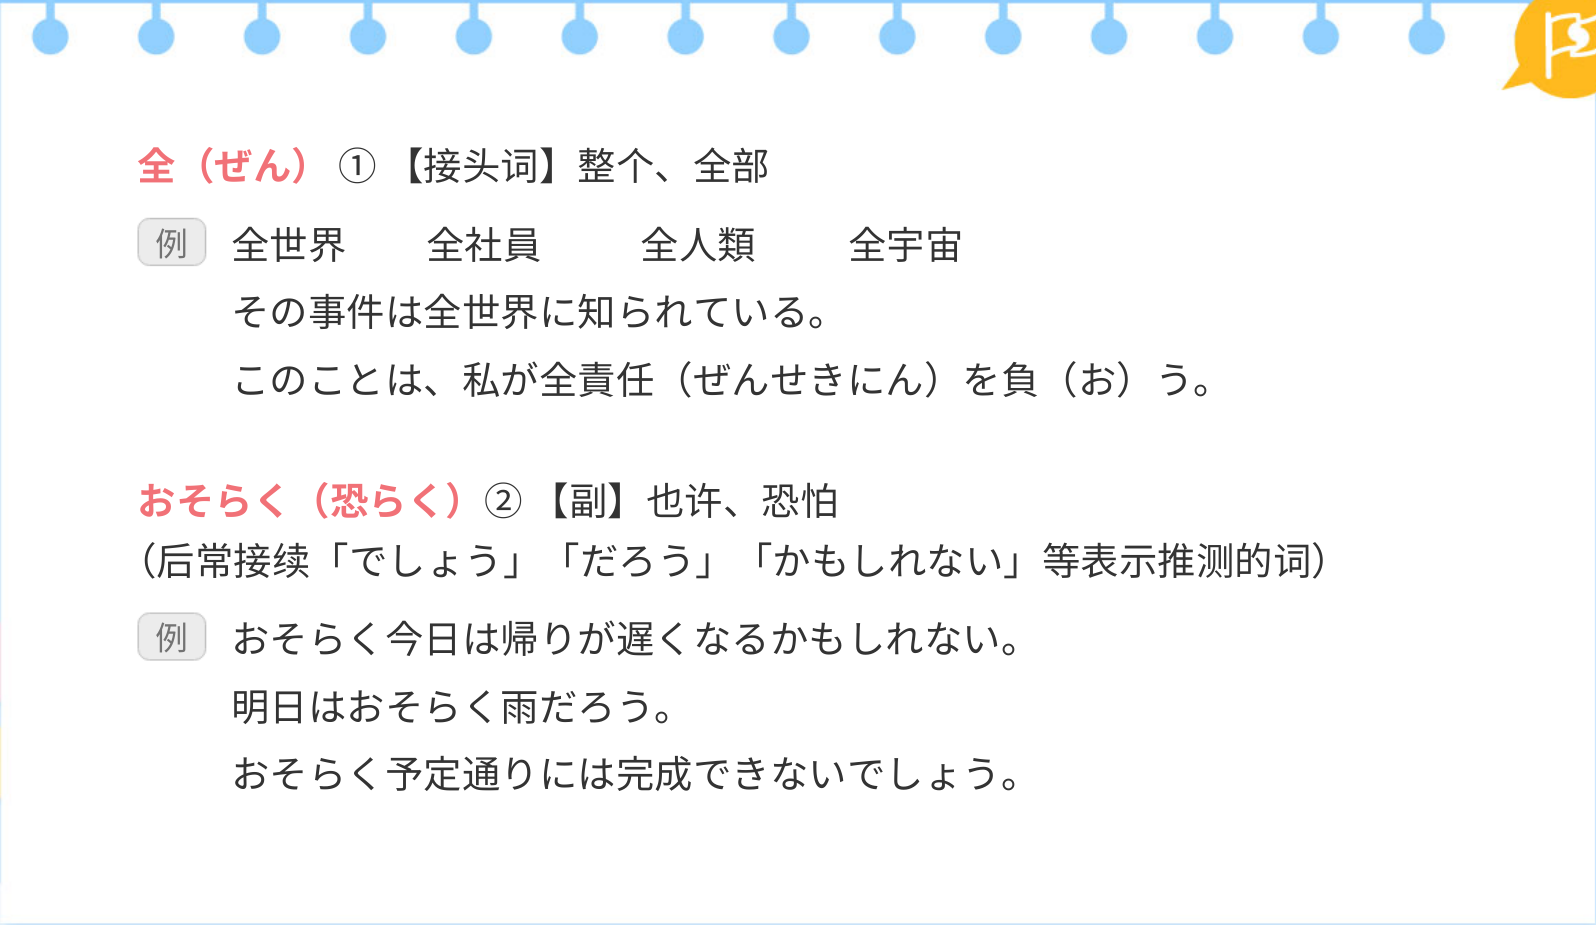 全（ぜん） ① 【接头词】整个、全部
例 全世界 全社員 全人類 全宇宙
その事件は全世界に知られている。
このことは、私が全責任（ぜんせきにん）を負（お）う。
おそらく（恐らく）② 【副】也许、恐怕
（后常接续「でしょう」「だろう」「かもしれない」等表示推测的词）
例 おそらく今日は帰りが遅くなるかもしれない。
明日はおそらく雨だろう。
おそらく予定通りには完成できないでしょう。